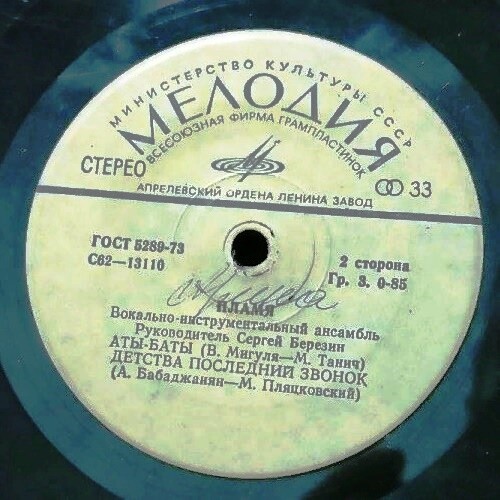 МИНИСТЕРСТВО КУЛЬТУРЫ СССР
МЕЛОДИЯ
ВСЕСОЮЗНАЯ ФИРМА ГРАМПЛАСТИНОК
СТЕРЕО
33
АПРЕЛЕВСКИЙ ОРДЕНА ЛЕНИНА ЗАВОД
ГОСТ 5289-73
С62—13110
2 сторона
Гр. 3. 0-85
ПЛАМЯ
Вокально-инструментальный ансамбль
Руководитель Сергей Березин
АТЫ-БАТЫ (В. Мигуля—М. Танич)
ДЕТСТВА ПОСЛЕДНИЙ ЗВОНОК
(А. Бабаджанян—М. Пляцковский)